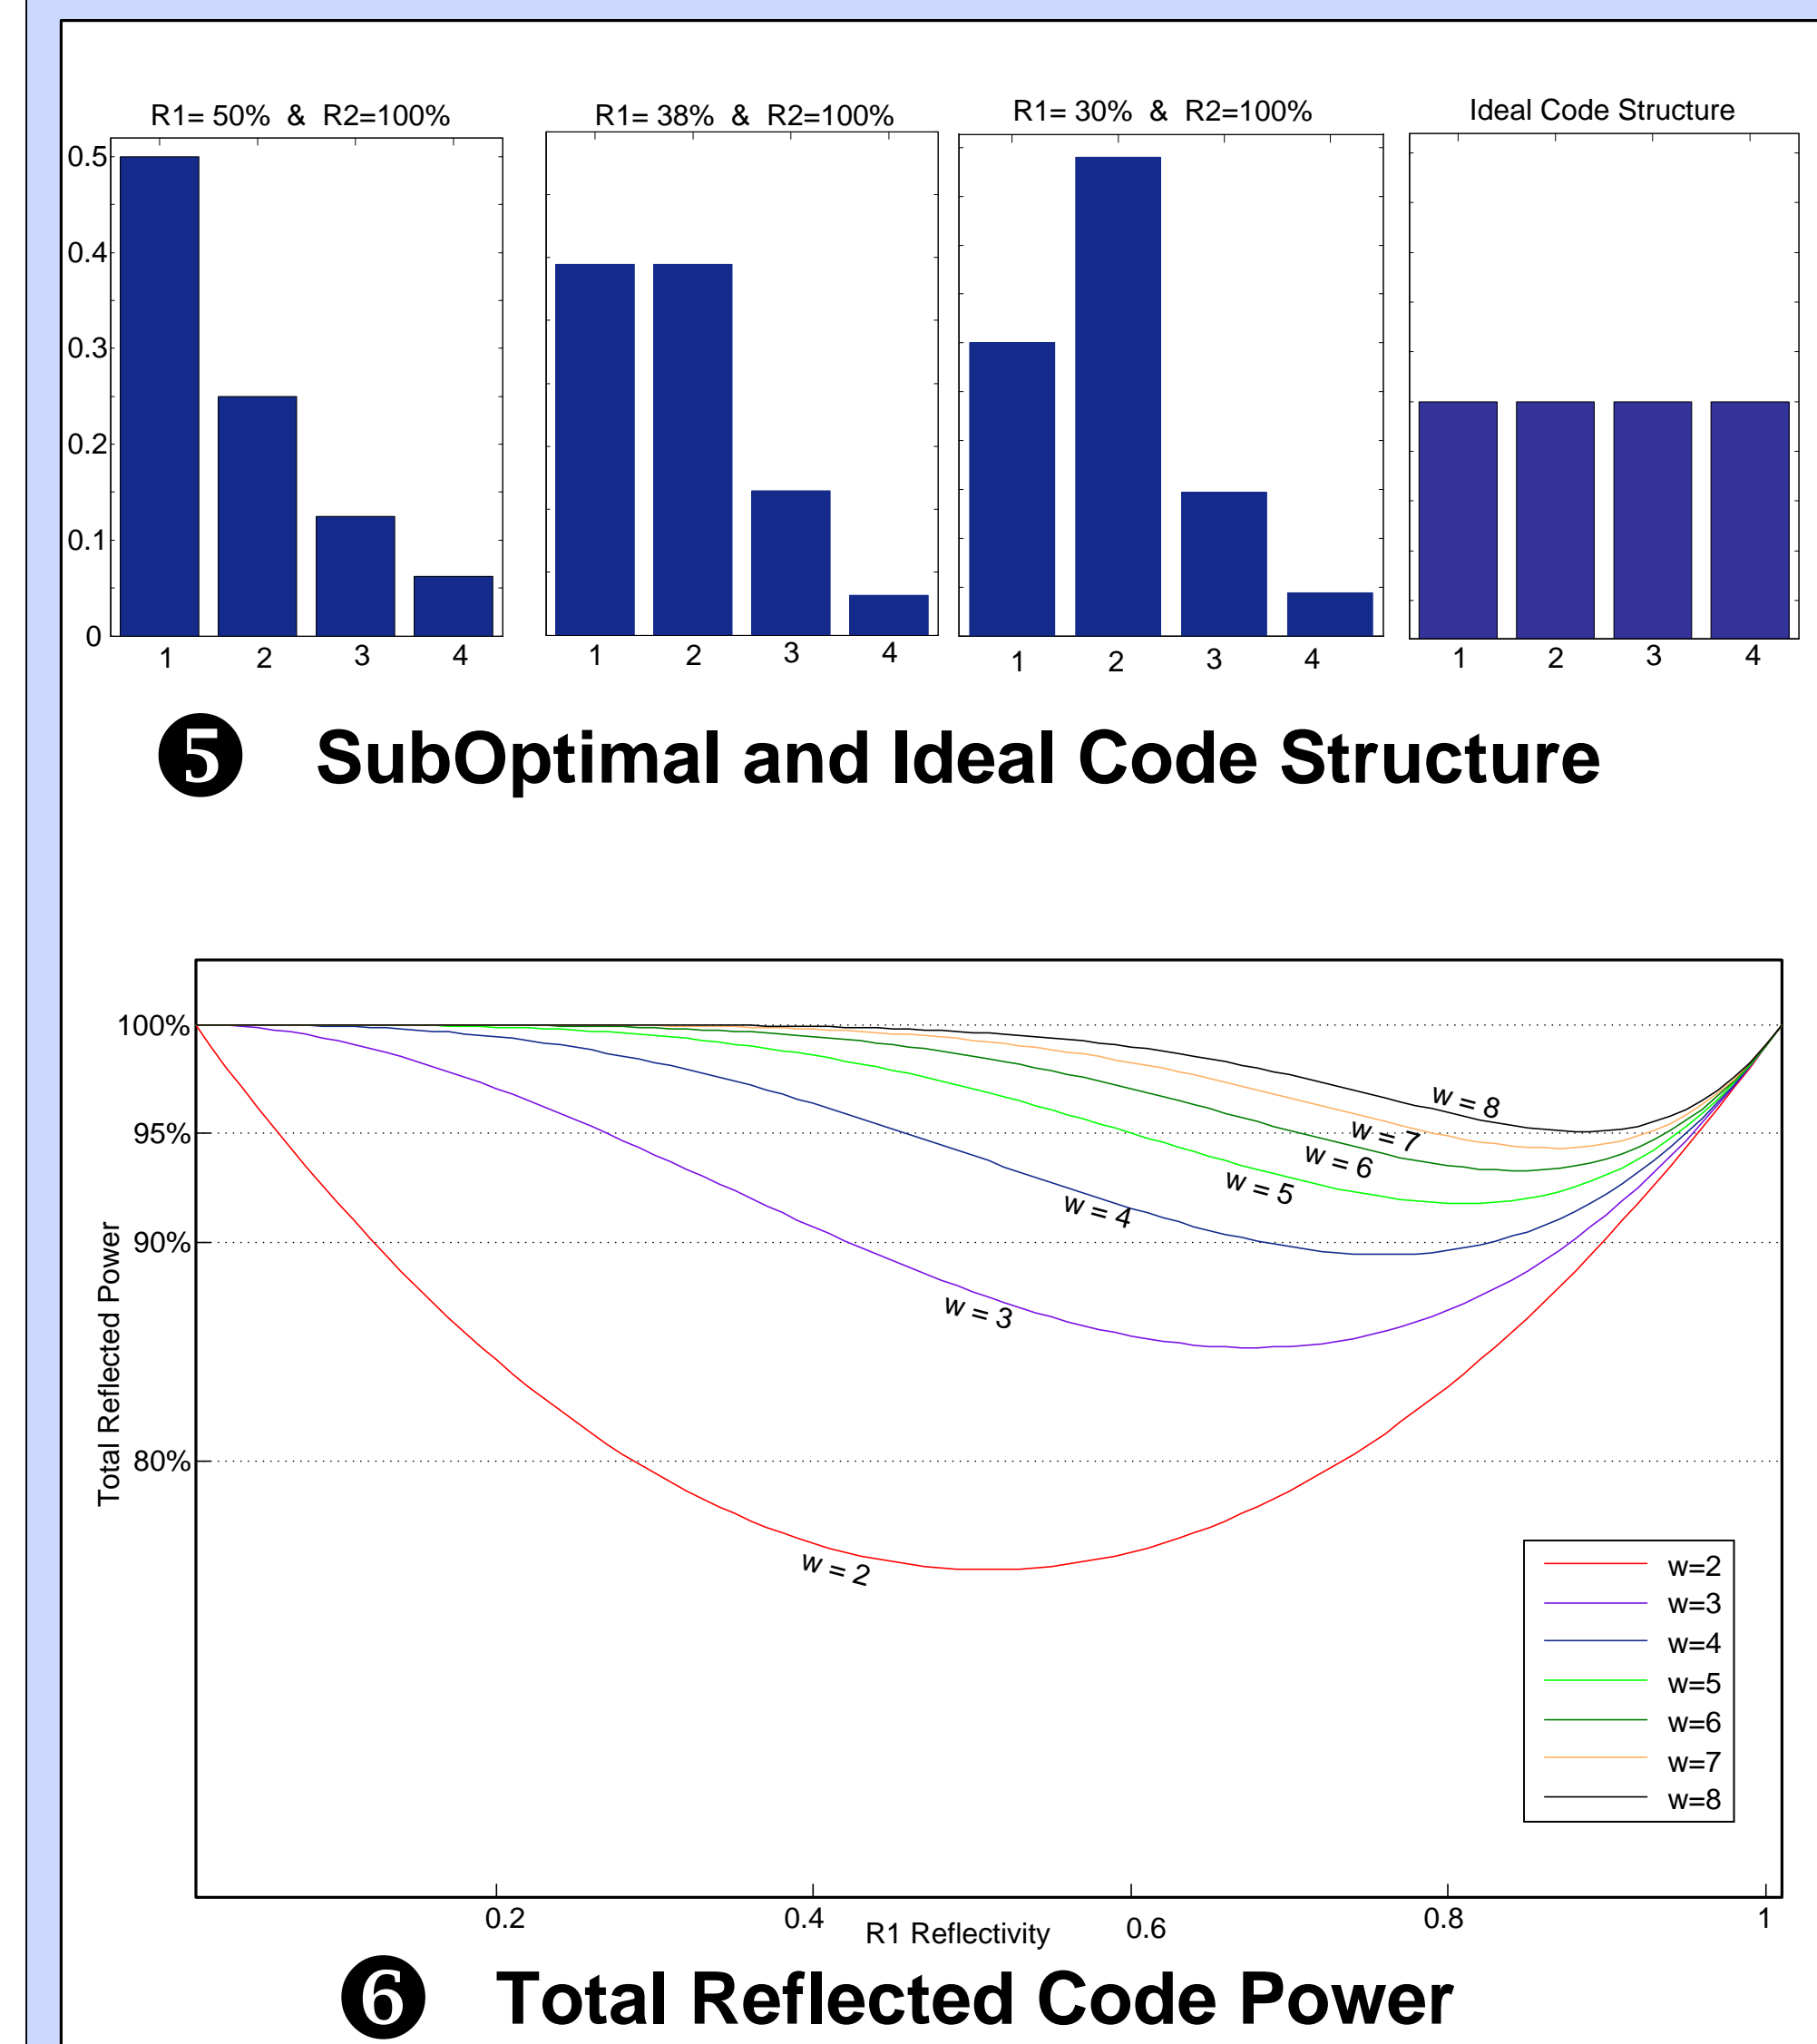 R1= 50% & R2=100%
R1= 38% & R2=100%
R1= 30% & R2=100%
Ideal Code Structure
0.5
0.4
0.3
0.2
0.1
0
1 2 3 4
1 2 3 4
1 2 3 4
1 2 3 4
5 SubOptimal and Ideal Code Structure
100%
95%
90%
80%
Total Reflected Power
w = 8
w = 7
w = 6
w = 5
w = 4
w = 3
w = 2
w=2
w=3
w=4
w=5
w=6
w=7
w=8
0.2 0.4 0.6 0.8 1
R1 Reflectivity
6 Total Reflected Code Power